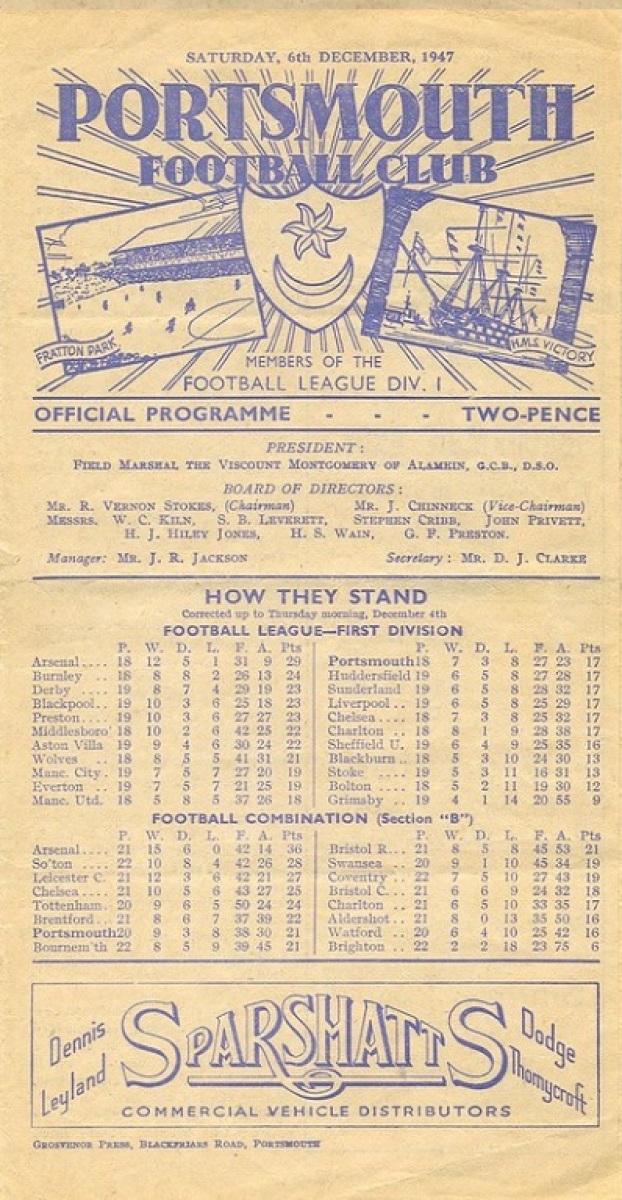 SATURDAY, 6th DECEMBER, 1947
PORTSMOUTH
FOOTBALL CLUB
FRATTON PARK
H.M.S. VICTORY
MEMBERS OF THE
FOOTBALL LEAGUE DIV. 1
OFFICIAL PROGRAMME - - - TWO-PENCE
PRESIDENT:
FIELD MARSHAL THE VISCOUNT MONTGOMERY OF ALAMEIN, G.C.B., D.S.O.
BOARD OF DIRECTORS:
MR. R. VERNON STOKES, (Chairman) MR. J. CHINNECK (Vice-Chairman)
MESSRS. W. C. KILN, S. B. LEVERETT, STEPHEN CRIBB, JOHN PRIVETT,
H. J. HILEY JONES, H. S. WAIN, G. F. PRESTON.
Manager: MR. J. R. JACKSON Secretary: MR. D. J. CLARKE
HOW THEY STAND
Corrected up to Thursday morning, December 4th
FOOTBALL LEAGUE—FIRST DIVISION
P. W. D. L. F. A. Pts
Arsenal.... 18 12 5 1 31 9 29
Burnley .. 18 8 8 2 26 13 24
Derby .... 19 8 7 4 29 19 23
Blackpool.. 19 10 3 6 25 18 23
Preston.... 19 10 3 6 27 27 23
Middlesboro' 18 10 2 6 42 25 22
Aston Villa 19 9 4 6 30 24 22
Wolves .. 18 8 5 5 41 31 21
Manc. City. 19 7 5 7 27 20 19
Everton .. 19 7 5 7 21 25 19
Manc. Utd. 18 5 8 5 37 26 18
P. W. D. L. F. A. Pts
Portsmouth 18 7 3 8 27 23 17
Huddersfield 19 6 5 8 27 28 17
Sunderland 19 6 5 8 28 32 17
Liverpool.. 19 6 5 8 25 29 17
Chelsea.... 18 7 3 8 25 32 17
Charlton .. 18 8 1 9 28 38 17
Sheffield U. 19 6 4 9 25 35 16
Blackburn.. 18 5 3 10 24 30 13
Stoke .... 19 5 3 11 16 31 13
Bolton .... 18 5 2 11 19 30 12
Grimsby .. 19 4 1 14 20 55 9
FOOTBALL COMBINATION (Section "B")
P. W. D. L. F. A. Pts
Arsenal.... 21 15 6 0 42 14 36
So'ton .... 22 10 8 4 42 26 28
Leicester C. 21 12 3 6 42 21 27
Chelsea.... 21 10 5 6 43 27 25
Tottenham. 20 9 6 5 50 24 24
Brentford.. 21 8 6 7 37 39 22
Portsmouth 20 9 3 8 38 30 21
Bournem'th 22 8 5 9 39 45 21
P. W. D. L. F. A. Pts
Bristol R... 21 8 5 8 45 53 21
Swansea .. 20 9 1 10 45 34 19
Coventry .. 22 7 5 10 27 43 19
Bristol C... 21 6 6 9 24 32 18
Charlton .. 21 6 5 10 33 35 17
Aldershot.. 21 8 0 13 35 50 16
Watford .. 20 6 4 10 25 42 16
Brighton .. 22 2 2 18 23 75 6
Dennis
Leyland
SPARSHATTS
Dodge
Thornycroft
COMMERCIAL VEHICLE DISTRIBUTORS
GROSVENOR PRESS, BLACKFRIARS ROAD, PORTSMOUTH